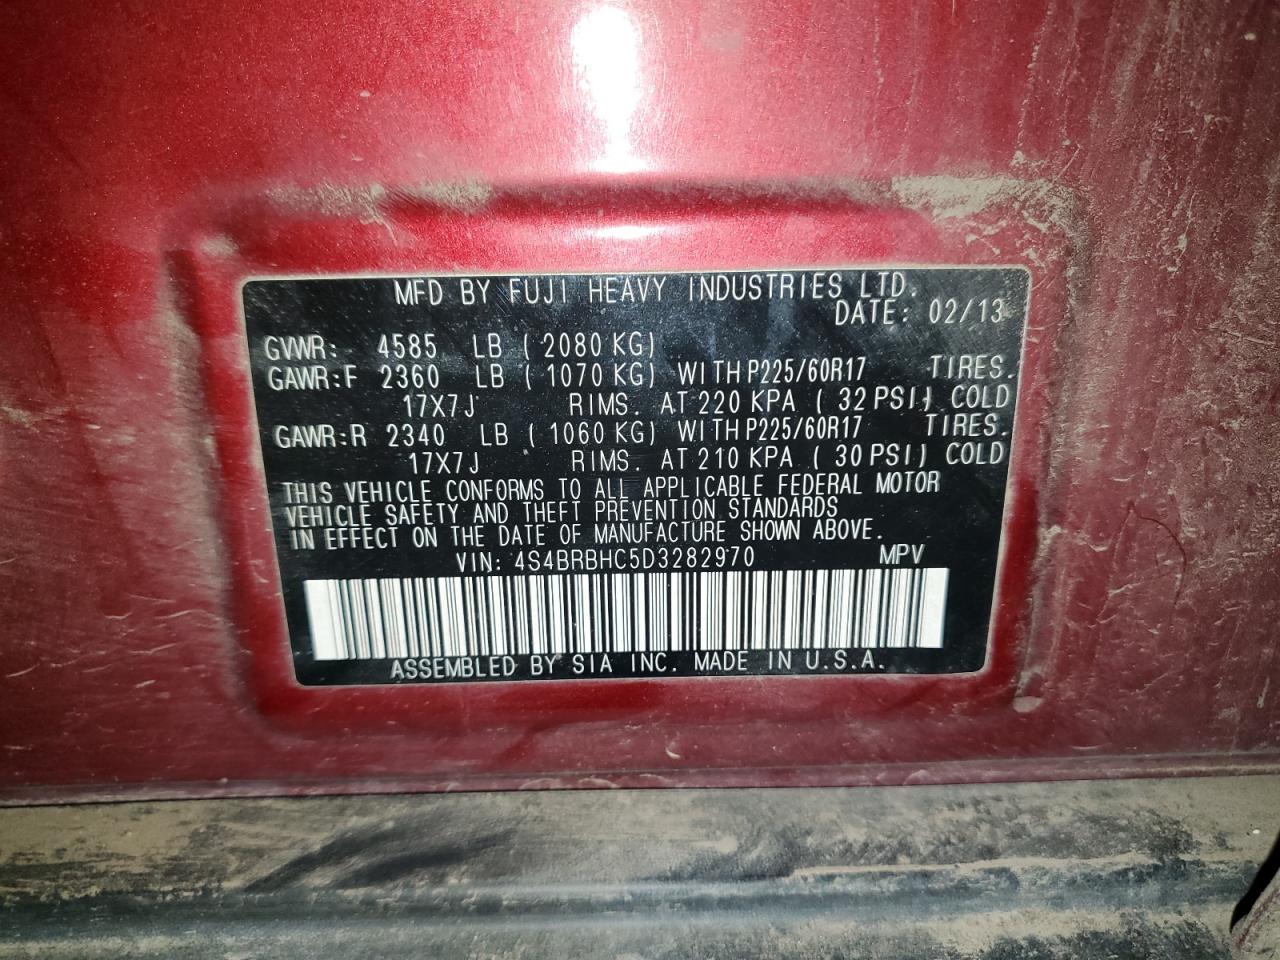 MFD BY FUJI HEAVY INDUSTRIES LTD.
DATE: 02/13
GVWR: 4585 LB ( 2080 KG)
GAWR:F 2360 LB ( 1070 KG) WITH P225/60R17 TIRES.
17X7J RIMS. AT 220 KPA ( 32 PSI) COLD
GAWR:R 2340 LB ( 1060 KG) WITH P225/60R17 TIRES.
17X7J RIMS. AT 210 KPA ( 30 PSI) COLD
THIS VEHICLE CONFORMS TO ALL APPLICABLE FEDERAL MOTOR
VEHICLE SAFETY AND THEFT PREVENTION STANDARDS
IN EFFECT ON THE DATE OF MANUFACTURE SHOWN ABOVE.
VIN: 4S4BRBHC5D3282970 MPV
ASSEMBLED BY SIA INC. MADE IN U.S.A.